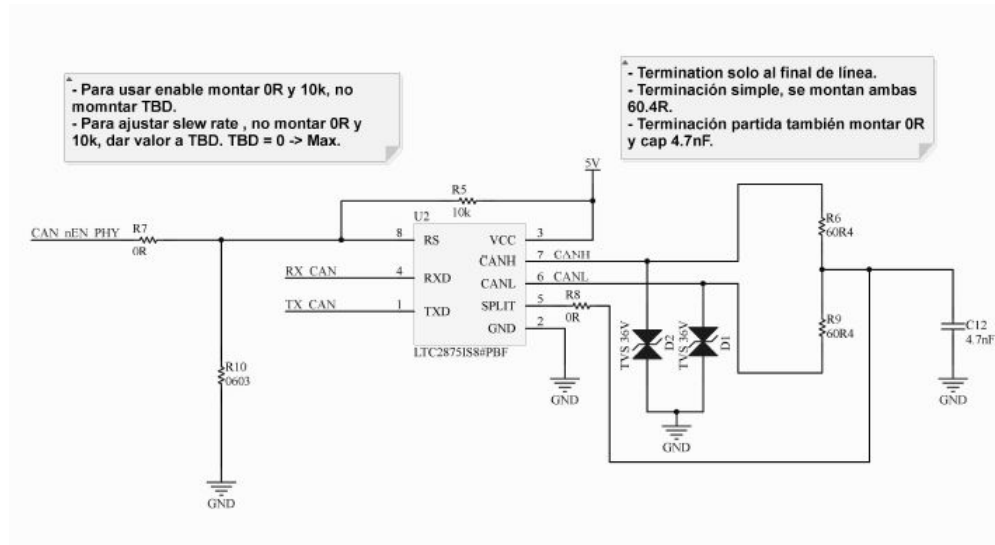 - Para usar enable montar 0R y 10k, no
momntar TBD.
- Para ajustar slew rate , no montar 0R y
10k, dar valor a TBD. TBD = 0 -> Max.
- Termination solo al final de línea.
- Terminación simple, se montan ambas
60.4R.
- Terminación partida también montar 0R
y cap 4.7nF.
5V
R5
10k
U2
CAN_nEN_PHY
R7
0R
8 RS
VCC 3
CANH 7 CANH
RX_CAN 4 RXD
CANL 6 CANL
TX_CAN 1 TXD
SPLIT 5
R8
0R
GND 2
LTC2875IS8#PBF
R6
60R4
R9
60R4
TVS 36V
D2
TVS 36V
D1
C12
4.7nF
R10
0603
GND
GND
GND
GND